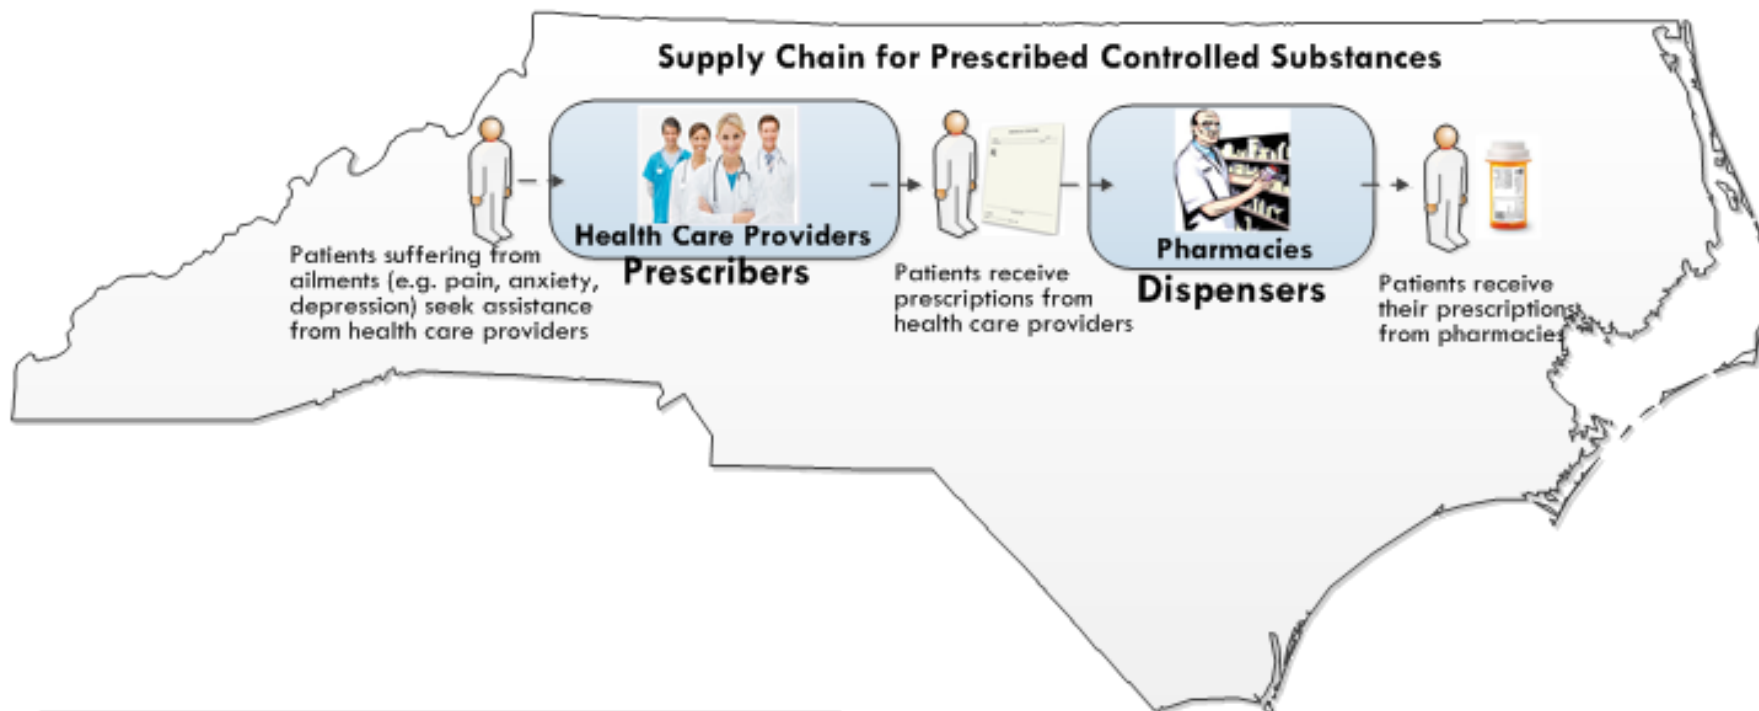 Supply Chain for Prescribed Controlled Substances
Patients suffering from
ailments (e.g. pain, anxiety,
depression) seek assistance
from health care providers
Health Care Providers
Prescribers
Patients receive
prescriptions from
health care providers
Pharmacies
Dispensers
Patients receive
their prescriptions
from pharmacies